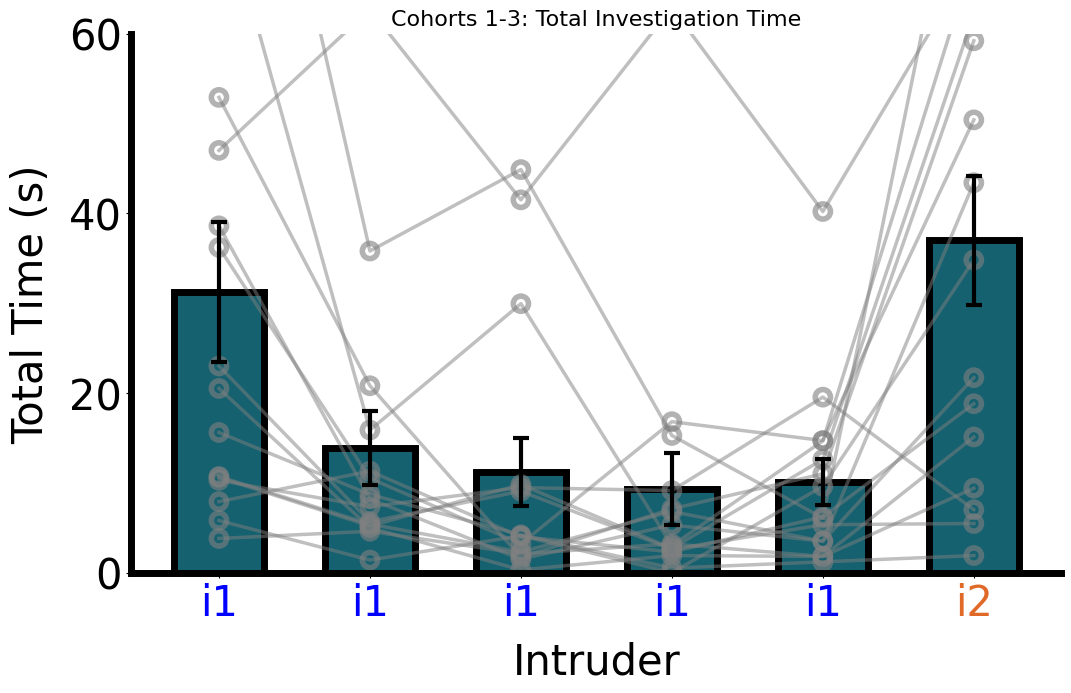 Cohorts 1-3: Total Investigation Time
Total Time (s)
60
40
20
0
i1 i1 i1 i1 i1 i2
Intruder